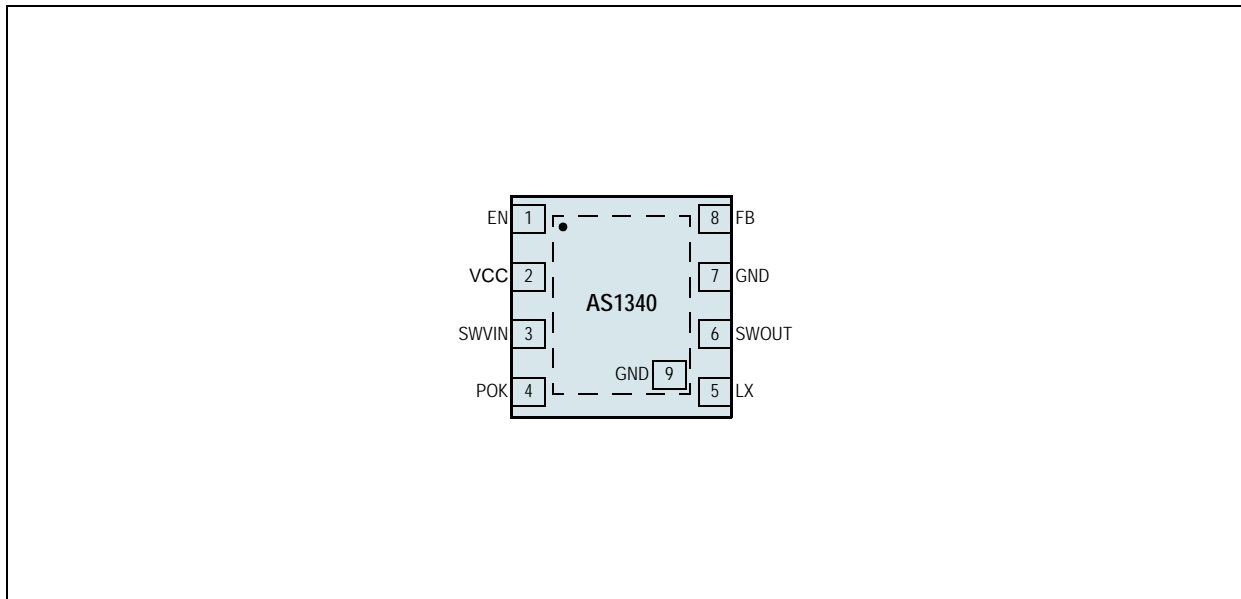 EN 1 8 FB
VCC 2 7 GND
AS1340
SWVIN 3 6 SWOUT
GND 9
POK 4 5 LX